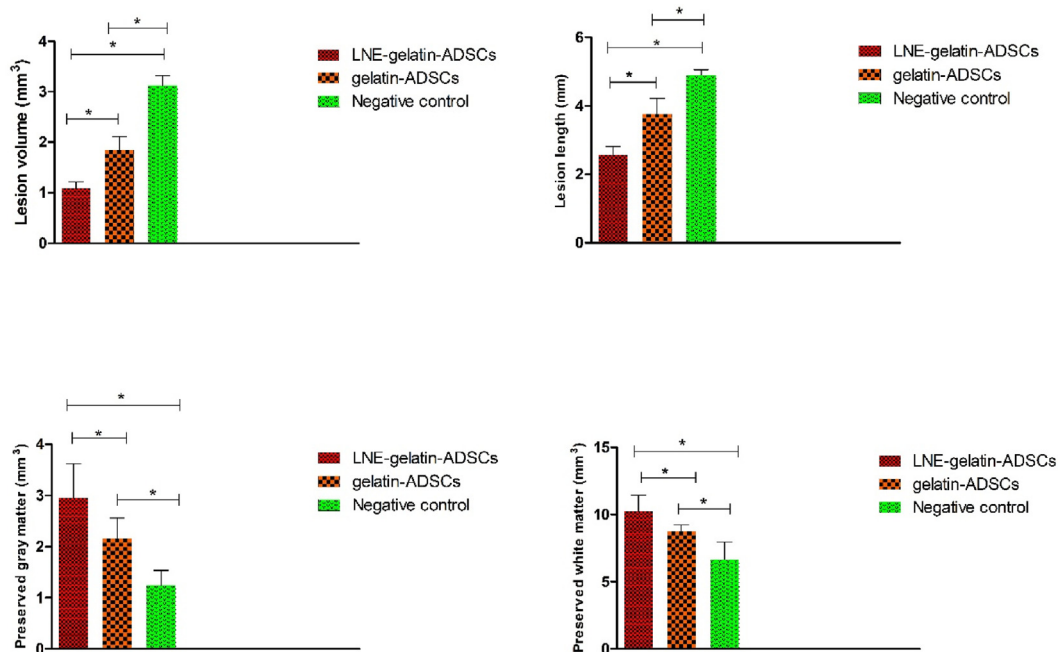 Lesion volume (mm³)
4
3
2
1
0
*
*
*
LNE-gelatin-ADSCs
gelatin-ADSCs
Negative control
Lesion length (mm)
6
4
2
0
*
*
*
LNE-gelatin-ADSCs
gelatin-ADSCs
Negative control
Preserved gray matter (mm³)
4
3
2
1
0
*
*
*
LNE-gelatin-ADSCs
gelatin-ADSCs
Negative control
Preserved white matter (mm³)
15
10
5
0
*
*
*
LNE-gelatin-ADSCs
gelatin-ADSCs
Negative control